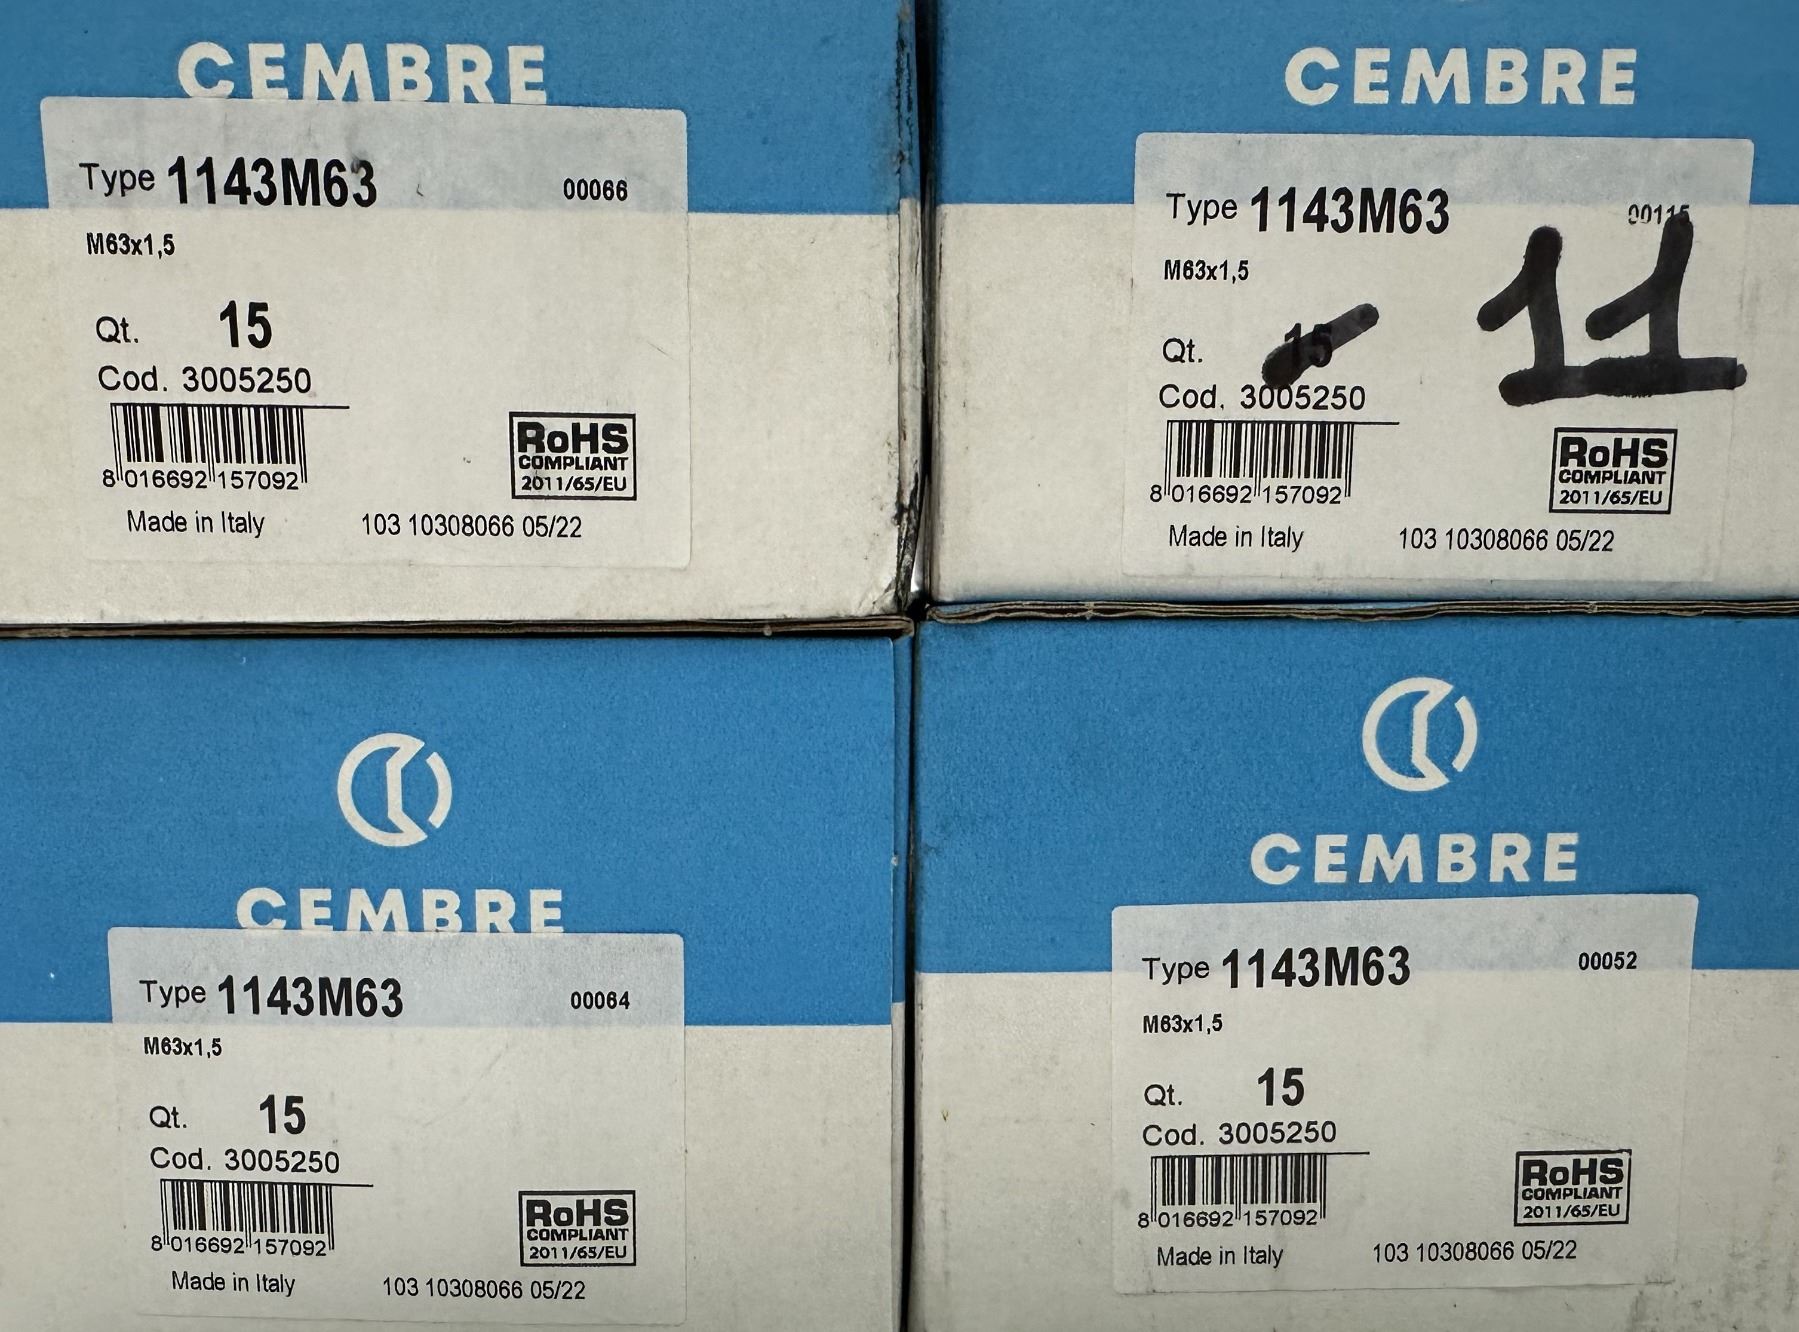 CEMBRE
Type 1143M63 00066
M63x1,5
Qt. 15
Cod. 3005250
8 016692 157092
RoHS
COMPLIANT
2011/65/EU
Made in Italy 103 10308066 05/22
CEMBRE
Type 1143M63 00115
M63x1,5
11
Qt. 15
Cod. 3005250
8 016692 157092
RoHS
COMPLIANT
2011/65/EU
Made in Italy 103 10308066 05/22
CEMBRE
Type 1143M63 00064
M63x1,5
Qt. 15
Cod. 3005250
8 016692 157092
RoHS
COMPLIANT
2011/65/EU
Made in Italy 103 10308066 05/22
CEMBRE
Type 1143M63 00052
M63x1,5
Qt. 15
Cod. 3005250
8 016692 157092
RoHS
COMPLIANT
2011/65/EU
Made in Italy 103 10308066 05/22